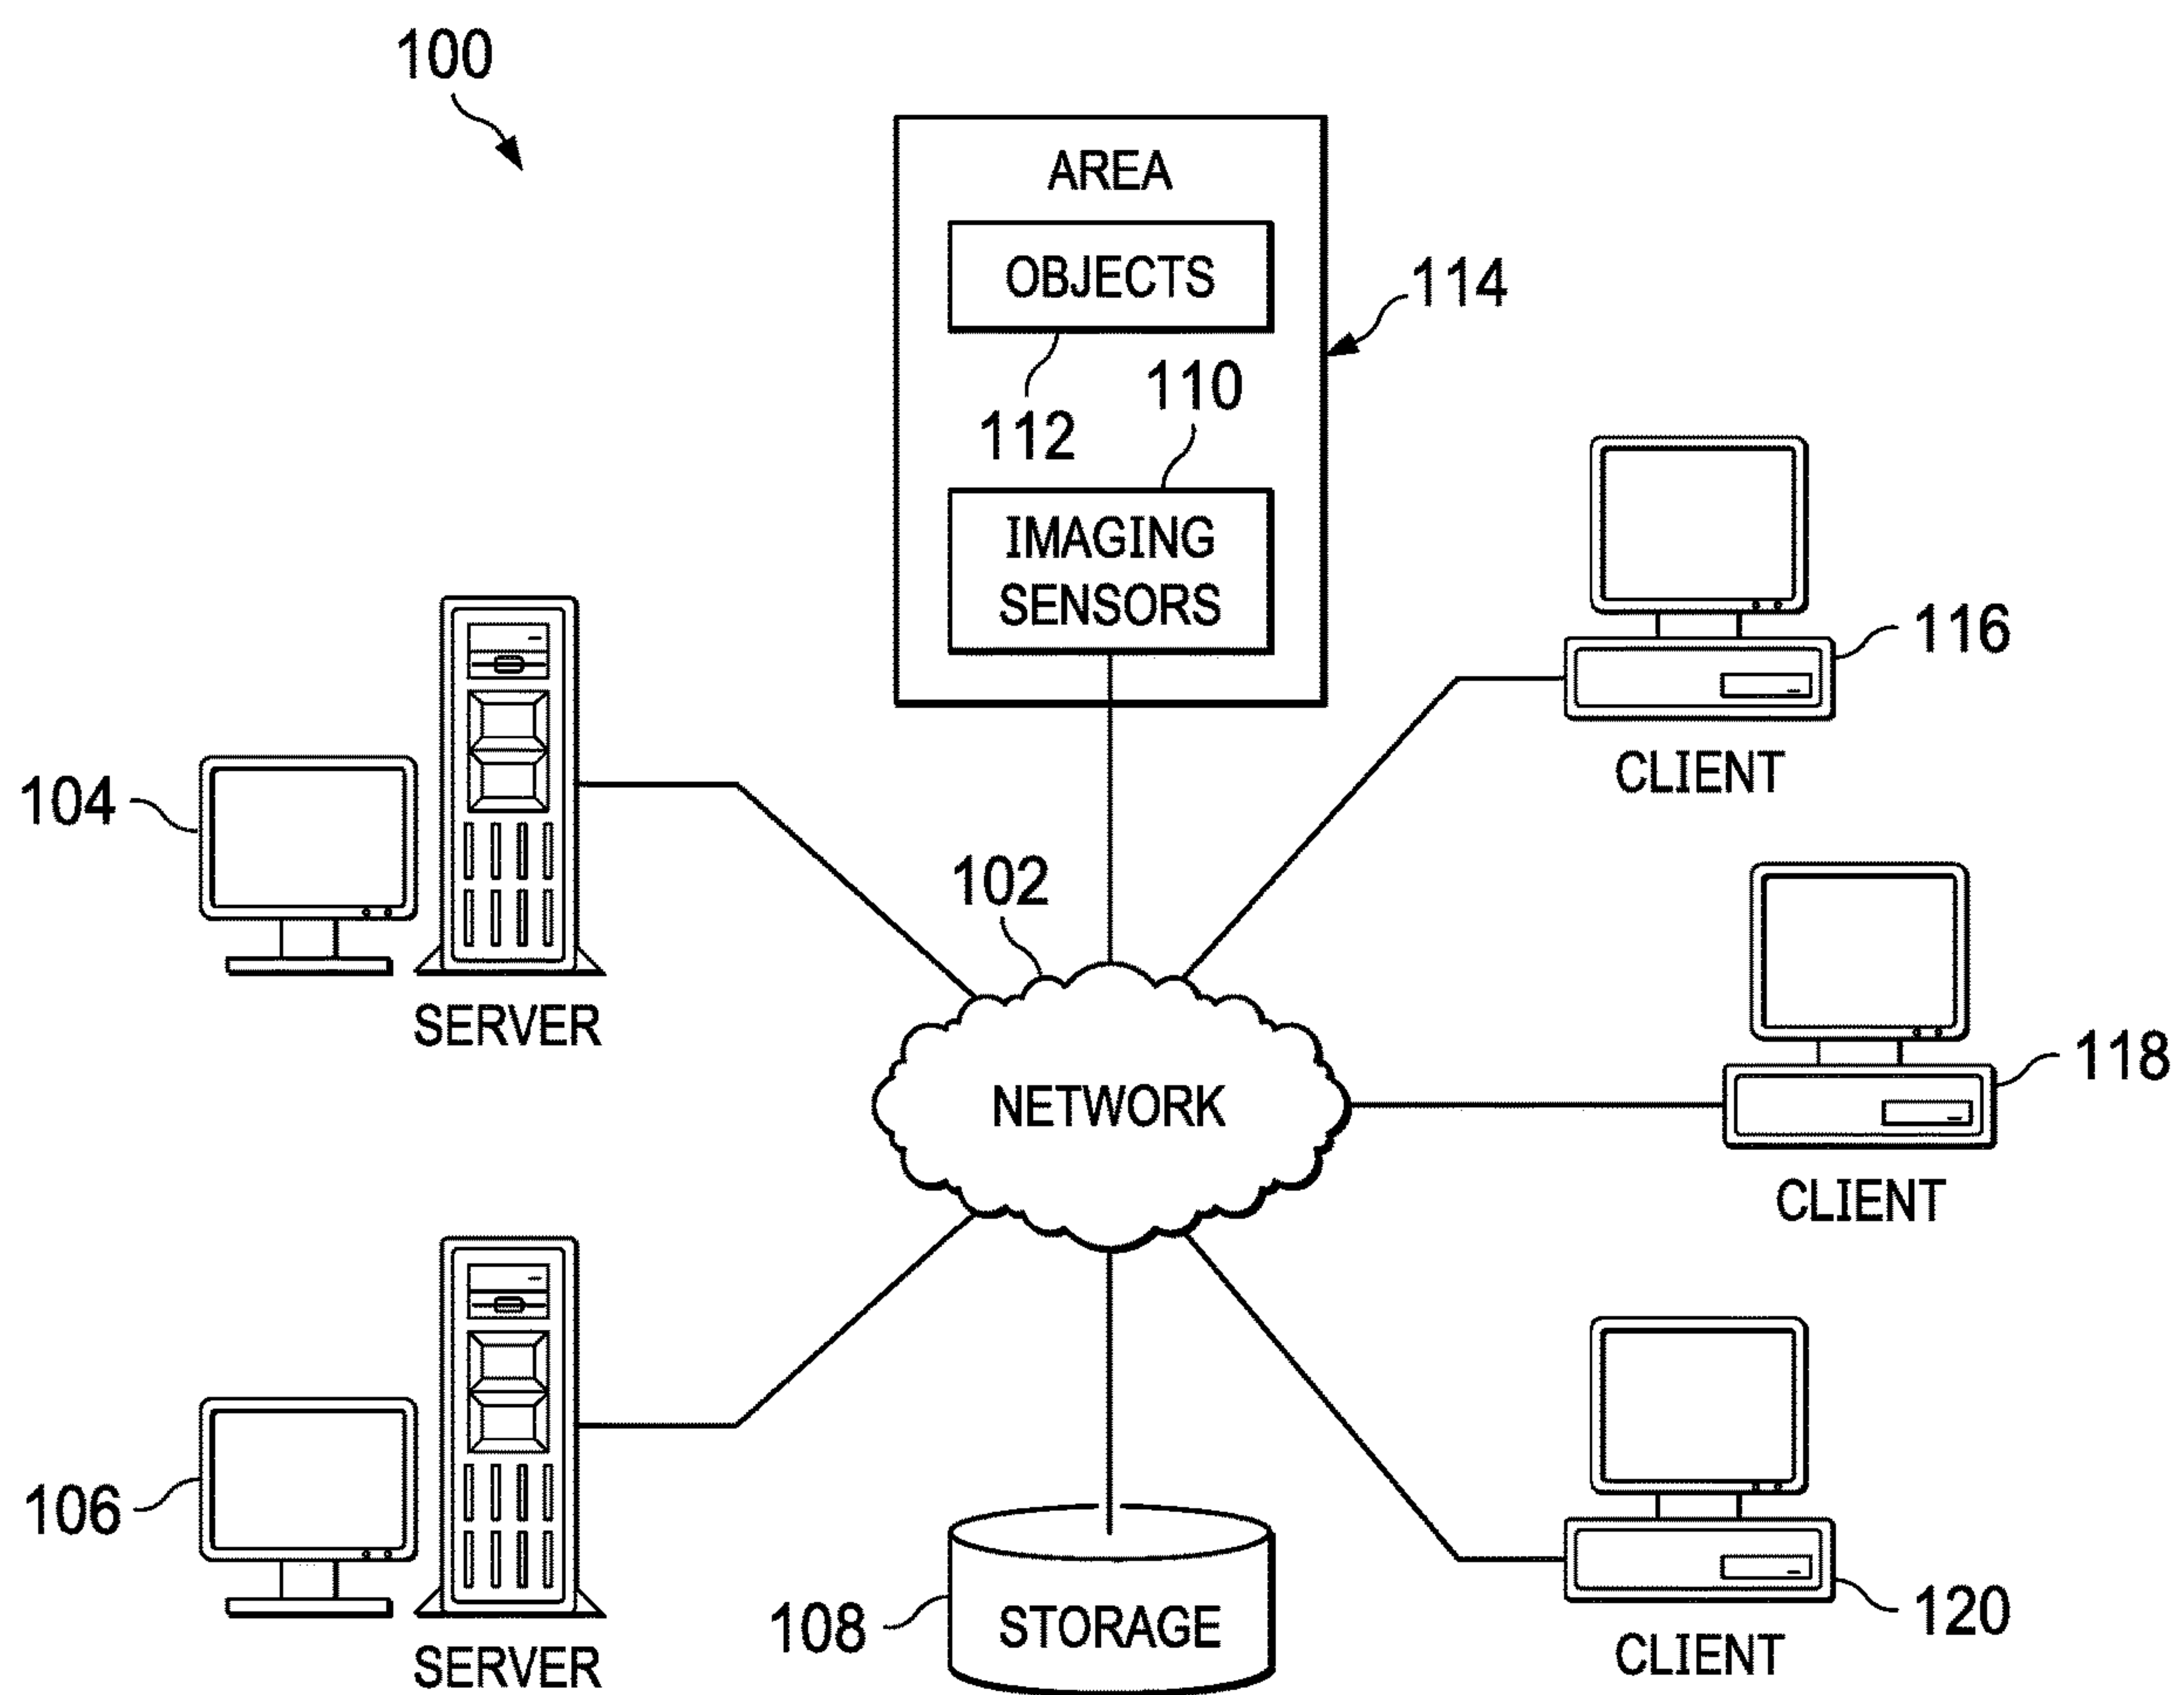 100
AREA
OBJECTS
114
110
112
IMAGING
SENSORS
116
CLIENT
104
102
SERVER
118
NETWORK
CLIENT
106
108
STORAGE
120
SERVER
CLIENT